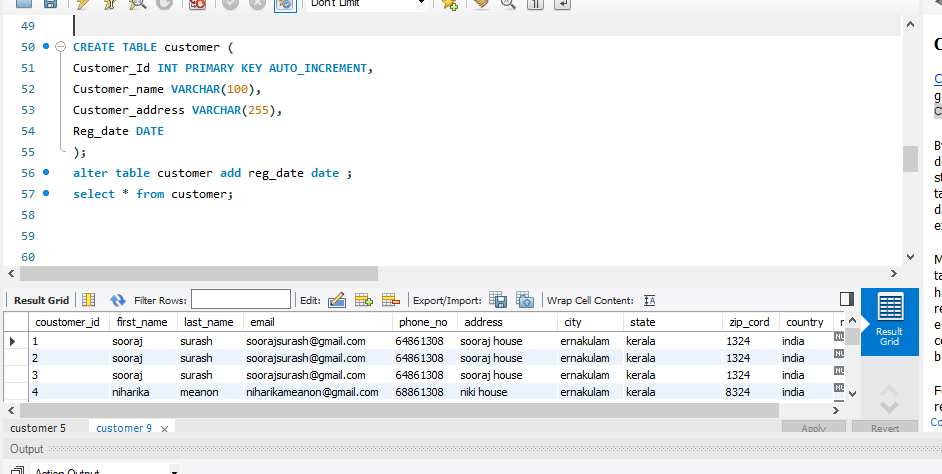 Don't Limit
49
50 CREATE TABLE customer (
51 Customer_Id INT PRIMARY KEY AUTO_INCREMENT,
52 Customer_name VARCHAR(100),
53 Customer_address VARCHAR(255),
54 Reg_date DATE
55 );
56 alter table customer add reg_date date ;
57 select * from customer;
58
59
60
Result Grid Filter Rows: Edit: Export/Import: Wrap Cell Content:
coustomer_id first_name last_name email phone_no address city state zip_cord country
1 sooraj surash soorajsurash@gmail.com 64861308 sooraj house ernakulam kerala 1324 india
2 sooraj surash soorajsurash@gmail.com 64861308 sooraj house ernakulam kerala 1324 india
3 sooraj surash soorajsurash@gmail.com 64861308 sooraj house ernakulam kerala 1324 india
4 niharika meanon niharikameanon@gmail.com 68861308 niki house ernakulam kerala 8324 india
Result
Grid
customer 5 customer 9 Apply Revert
Output
Action Output